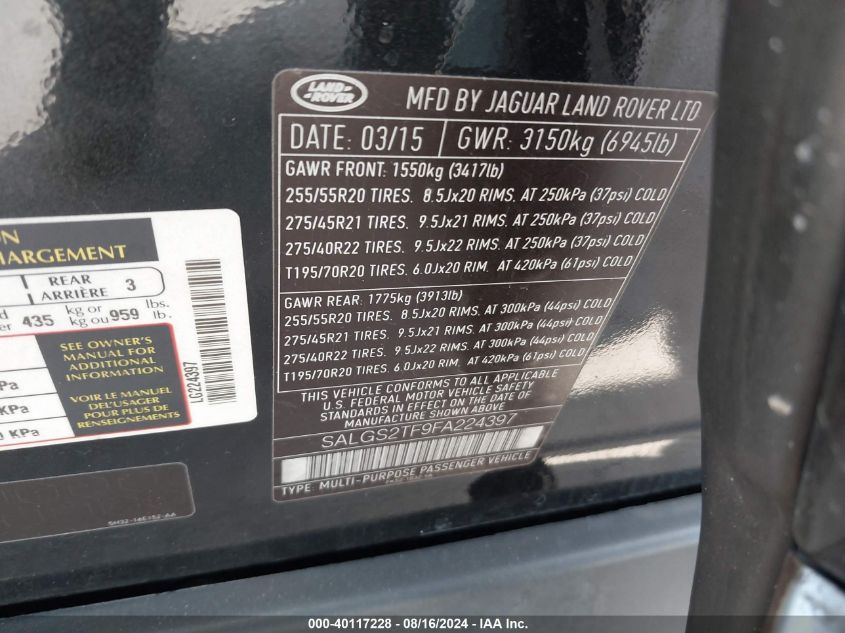 LAND ROVER
MFD BY JAGUAR LAND ROVER LTD
DATE: 03/15 GWR: 3150kg (6945lb)
GAWR FRONT: 1550kg (3417lb)
255/55R20 TIRES. 8.5Jx20 RIMS. AT 250kPa (37psi) COLD
275/45R21 TIRES. 9.5Jx21 RIMS. AT 250kPa (37psi) COLD
275/40R22 TIRES. 9.5Jx22 RIMS. AT 250kPa (37psi) COLD
T195/70R20 TIRES. 6.0Jx20 RIM. AT 420kPa (61psi) COLD
GAWR REAR: 1775kg (3913lb)
255/55R20 TIRES. 8.5Jx20 RIMS. AT 300kPa (44psi) COLD
275/45R21 TIRES. 9.5Jx21 RIMS. AT 300kPa (44psi) COLD
275/40R22 TIRES. 9.5Jx22 RIMS. AT 300kPa (44psi) COLD
T195/70R20 TIRES. 6.0Jx20 RIM. AT 420kPa (61psi) COLD
THIS VEHICLE CONFORMS TO ALL APPLICABLE
U.S. FEDERAL MOTOR VEHICLE SAFETY
STANDARDS IN EFFECT ON THE DATE OF
MANUFACTURE SHOWN ABOVE.
SALGS2TF9FA224397
TYPE: MULTI-PURPOSE PASSENGER VEHICLE
ON
HARGEMENT
REAR
ARRIÈRE 3
435 kg or kg ou 959 lbs. lb.
SEE OWNER'S
MANUAL FOR
ADDITIONAL
INFORMATION
VOIR LE MANUEL
DE L'USAGER
POUR PLUS DE
RENSEIGNEMENTS
Pa
KPa
KPa
LG224397
000-40117228 - 08/16/2024 - IAA Inc.